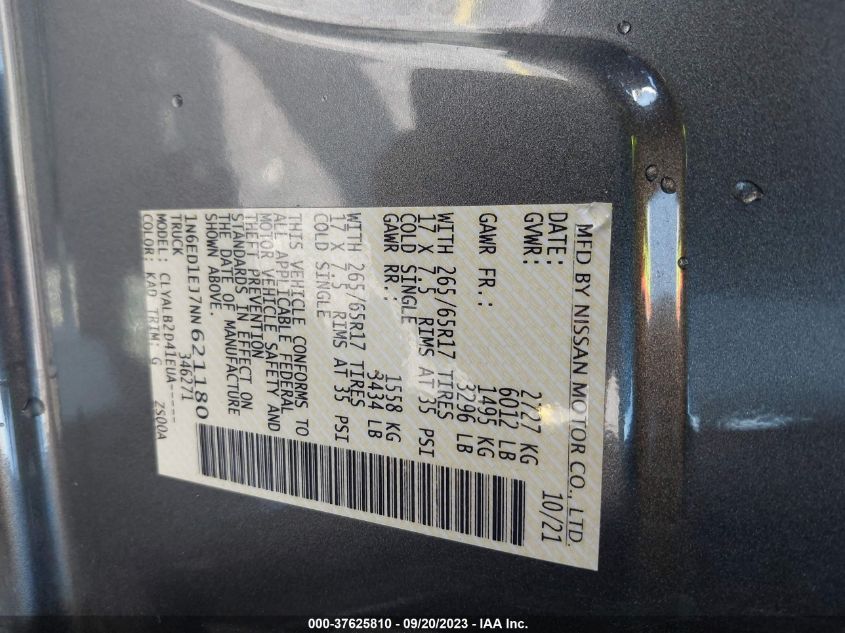 MFD BY NISSAN MOTOR CO., LTD.
DATE: 10/21
GVWR: 2727 KG
6012 LB
GAWR FR.: 1495 KG
3296 LB
WITH 265/65R17 TIRES
17 X 7.5 RIMS AT 35 PSI
COLD SINGLE
GAWR RR.: 1558 KG
3434 LB
WITH 265/65R17 TIRES
17 X 7.5 RIMS AT 35 PSI
COLD SINGLE
THIS VEHICLE CONFORMS TO
ALL APPLICABLE FEDERAL
MOTOR VEHICLE SAFETY AND
THEFT PREVENTION
STANDARDS IN EFFECT ON
THE DATE OF MANUFACTURE
SHOWN ABOVE.
1N6ED1EJ7NN621180
TRUCK 346271
MODEL: CLYALB2D41EUA-----
COLOR: KAD TRIM: G 2500A
000-37625810 / 09/20/2023 - IAA Inc.